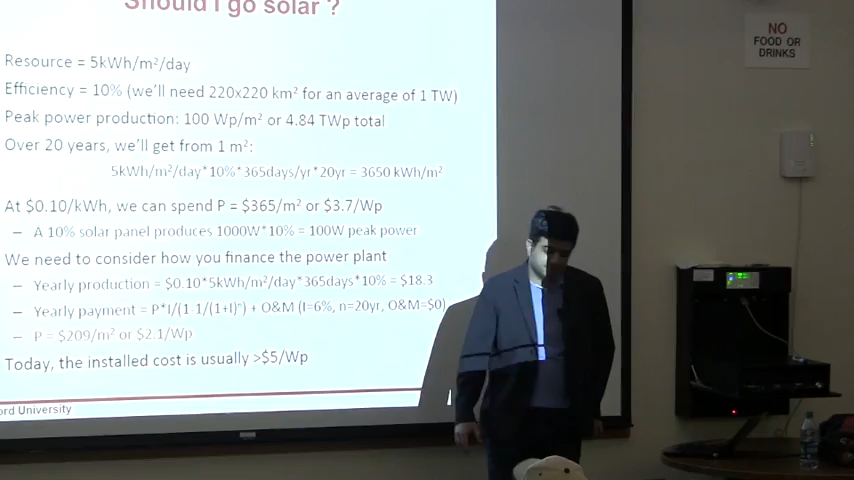 Should I go solar ?
Resource = 5kWh/m²/day
Efficiency = 10% (we'll need 220x220 km² for an average of 1 TW)
Peak power production: 100 Wp/m² or 4.84 TWp total
Over 20 years, we'll get from 1 m²:
5kWh/m²/day*10%*365days/yr*20yr = 3650 kWh/m²
At $0.10/kWh, we can spend P = $365/m² or $3.7/Wp
– A 10% solar panel produces 1000W*10% = 100W peak power
We need to consider how you finance the power plant
– Yearly production = $0.10*5kWh/m²/day*365days*10% = $18.3
– Yearly payment = P*I/(1-1/(1+I)ⁿ) + O&M (I=6%, n=20yr, O&M=$0)
– P = $209/m² or $2.1/Wp
Today, the installed cost is usually >$5/Wp
ord University
NO
FOOD OR
DRINKS